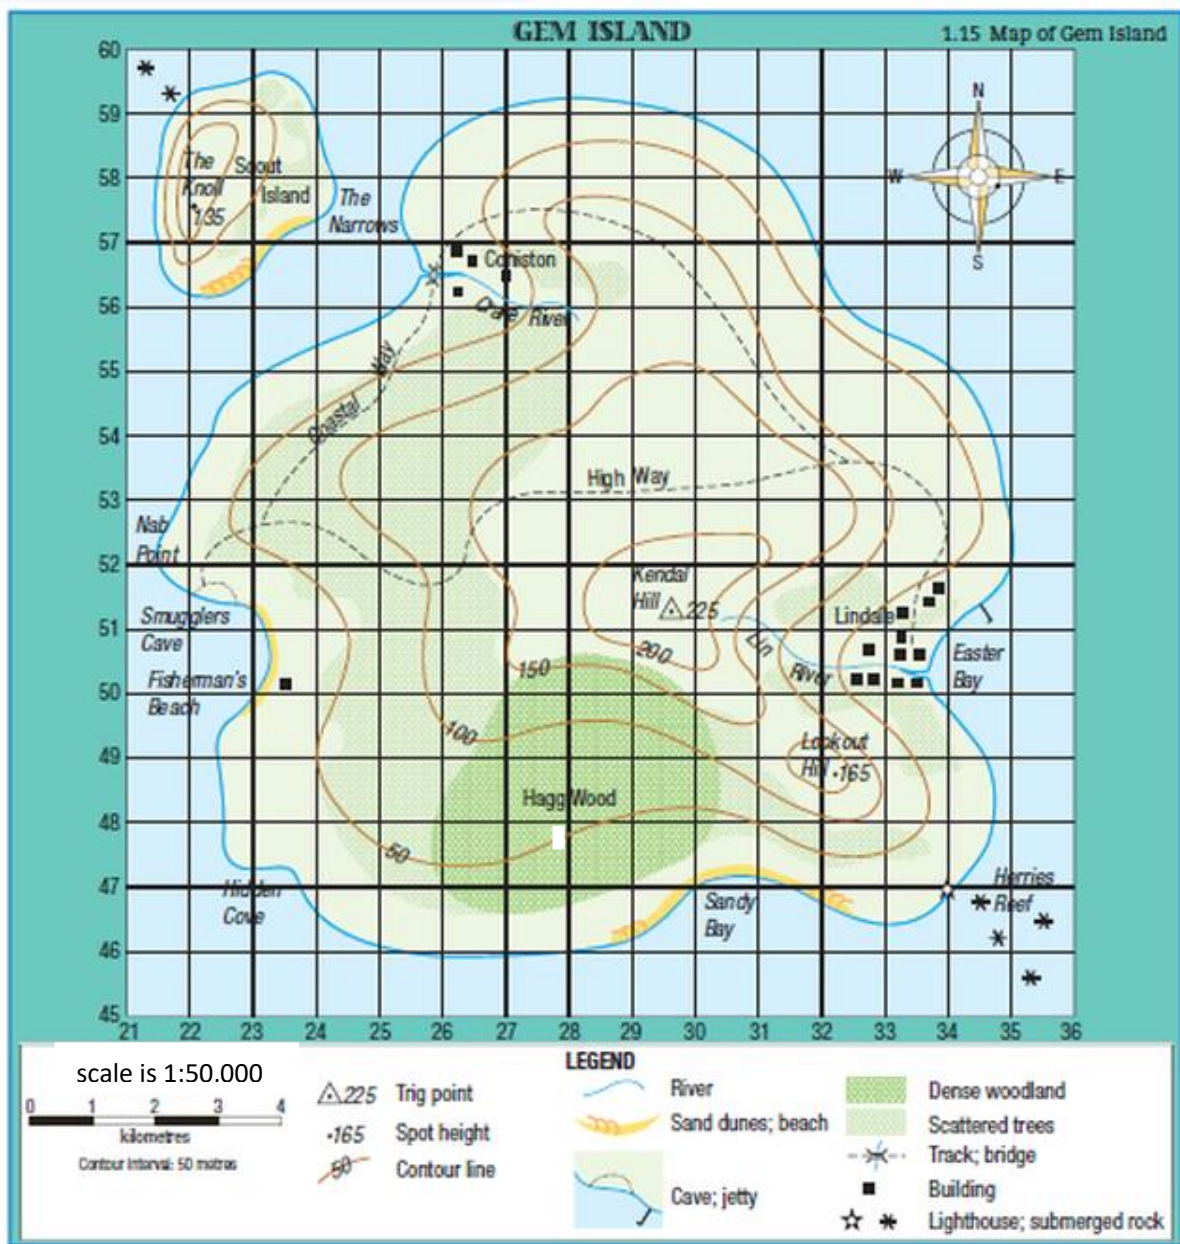 GEM ISLAND
1.15 Map of Gem Island
60
59
58
57
56
55
54
53
52
51
50
49
48
47
46
45
21 22 23 24 25 26 27 28 29 30 31 32 33 34 35 36
N
W
E
S
The
Knoll
135
Scout
Island
The
Narrows
Coniston
Crake River
Coastal Way
High Way
Nab
Point
Kendal
Hill 225
Smugglers
Cave
Lindale
Lin
River
Easter
Bay
Fisherman's
Beach
200
150
100
50
Lookout
Hill 165
Hagg Wood
Hidden
Cove
Sandy
Bay
Herries
Reef
scale is 1:50.000
0 1 2 3 4
kilometres
Contour Interval: 50 metres
LEGEND
225 Trig point
165 Spot height
50 Contour line
River
Sand dunes; beach
Cave; jetty
Dense woodland
Scattered trees
Track; bridge
Building
Lighthouse; submerged rock